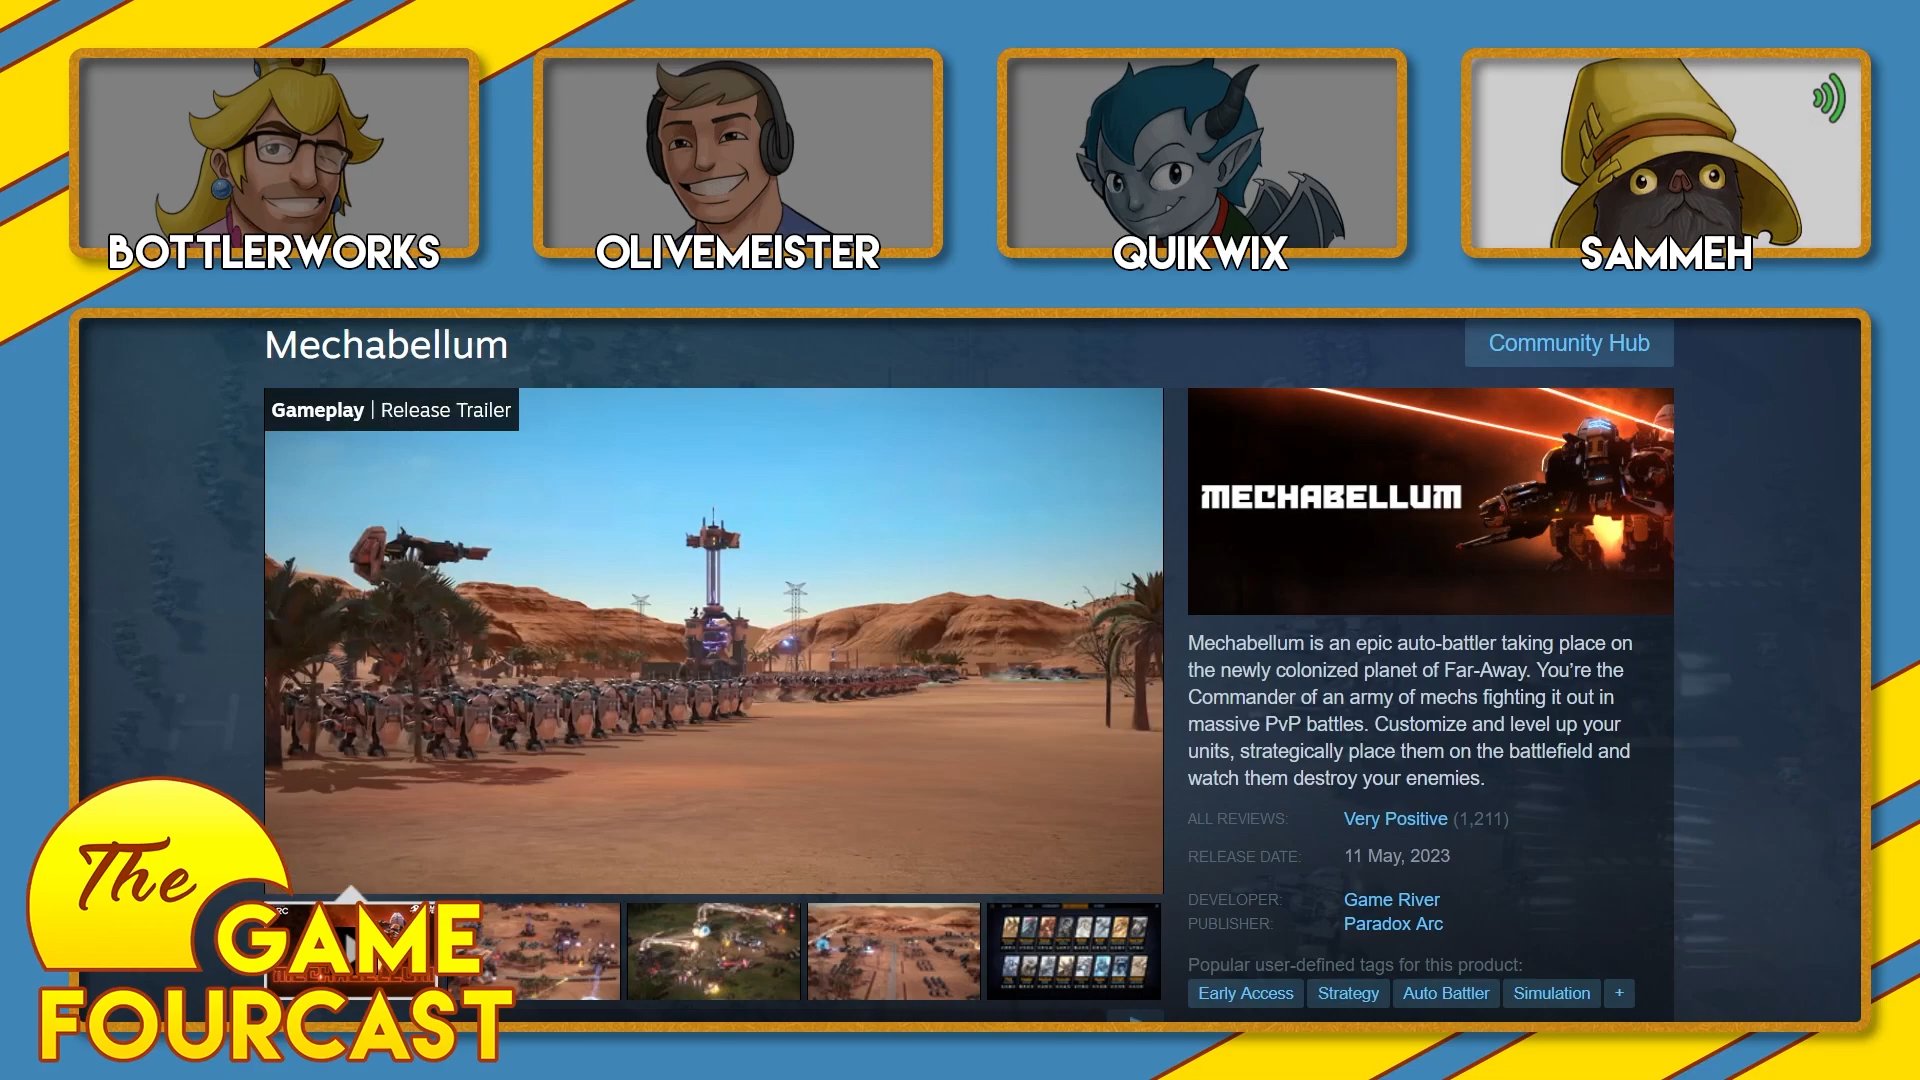 BOTTLERWORKS
OLIVEMEISTER
QUIKWIX
SAMMEH
Mechabellum
Community Hub
Gameplay | Release Trailer
MECHABELLUM
Mechabellum is an epic auto-battler taking place on
the newly colonized planet of Far-Away. You're the
Commander of an army of mechs fighting it out in
massive PvP battles. Customize and level up your
units, strategically place them on the battlefield and
watch them destroy your enemies.
ALL REVIEWS: Very Positive (1,211)
RELEASE DATE: 11 May, 2023
DEVELOPER: Game River
PUBLISHER: Paradox Arc
Popular user-defined tags for this product:
Early Access Strategy Auto Battler Simulation +
The
GAME
FOURCAST